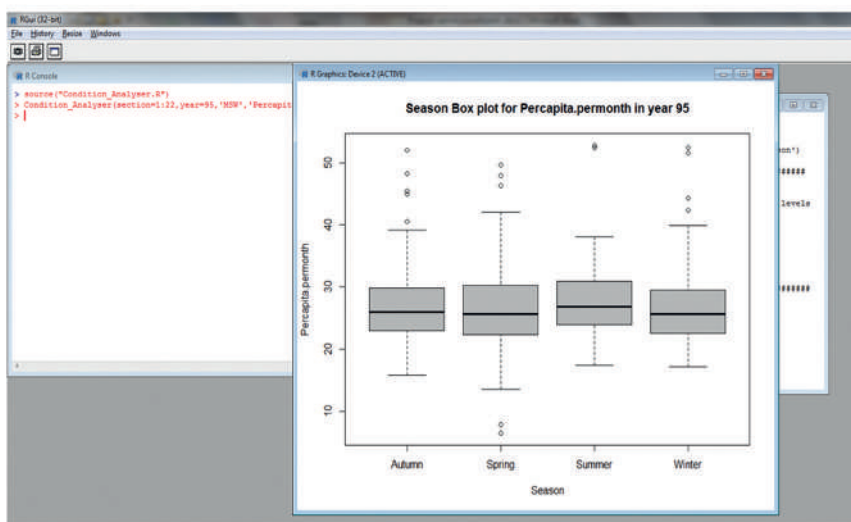 RGui (32-bit)
File History Resize Windows
R Console
> source("Condition_Analyser.R")
> Condition_Analyser(section=1:22,year=95,'MSW','Percapit
>
R Graphics: Device 2 (ACTIVE)
Season Box plot for Percapita.permonth in year 95
Percapita.permonth
50
40
30
20
10
Autumn Spring Summer Winter
Season
on')
######
levels
#######